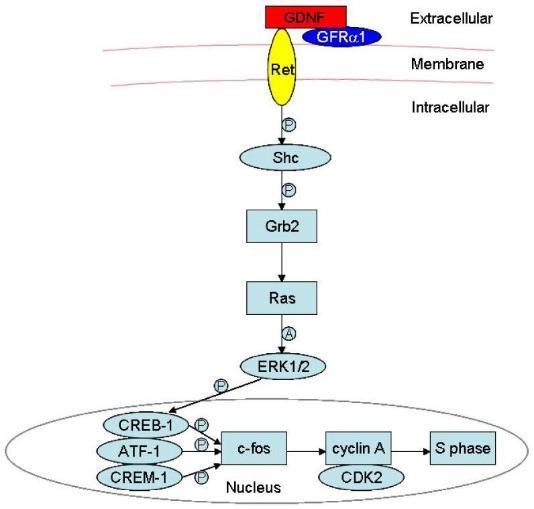 GDNF
Extracellular
GFRα1
Ret
Membrane
Intracellular
P
Shc
P
Grb2
Ras
A
ERK1/2
P
CREB-1
P
ATF-1
P
c-fos
cyclin A
S phase
CREM-1
P
CDK2
Nucleus